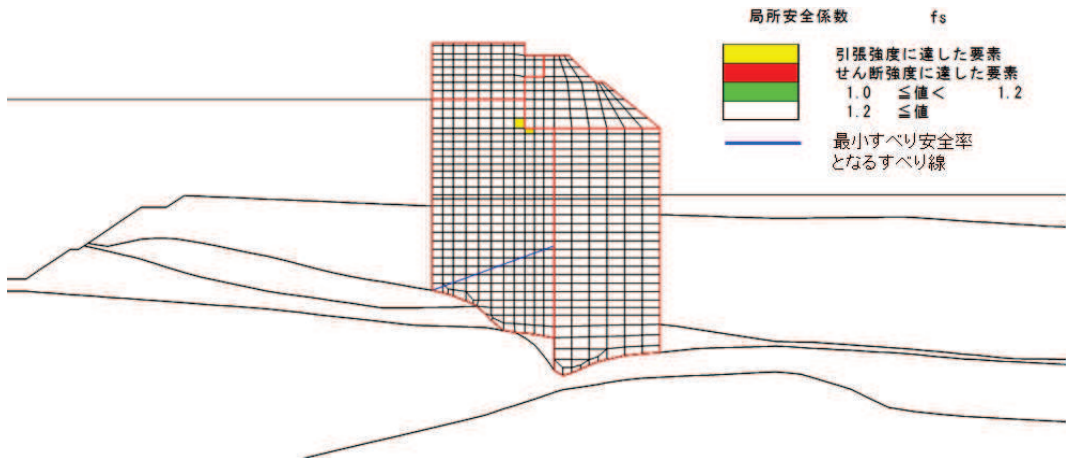 局所安全係数 fs
引張強度に達した要素
せん断強度に達した要素
1.0 ≦値< 1.2
1.2 ≦値
最小すべり安全率
となるすべり線